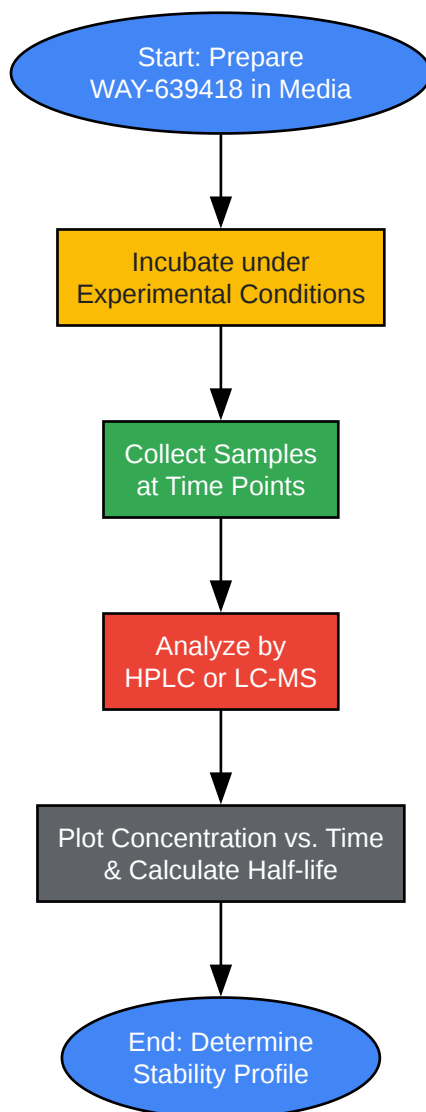 Start: Prepare
WAY-639418 in Media
Incubate under
Experimental Conditions
Collect Samples
at Time Points
Analyze by
HPLC or LC-MS
Plot Concentration vs. Time
& Calculate Half-life
End: Determine
Stability Profile